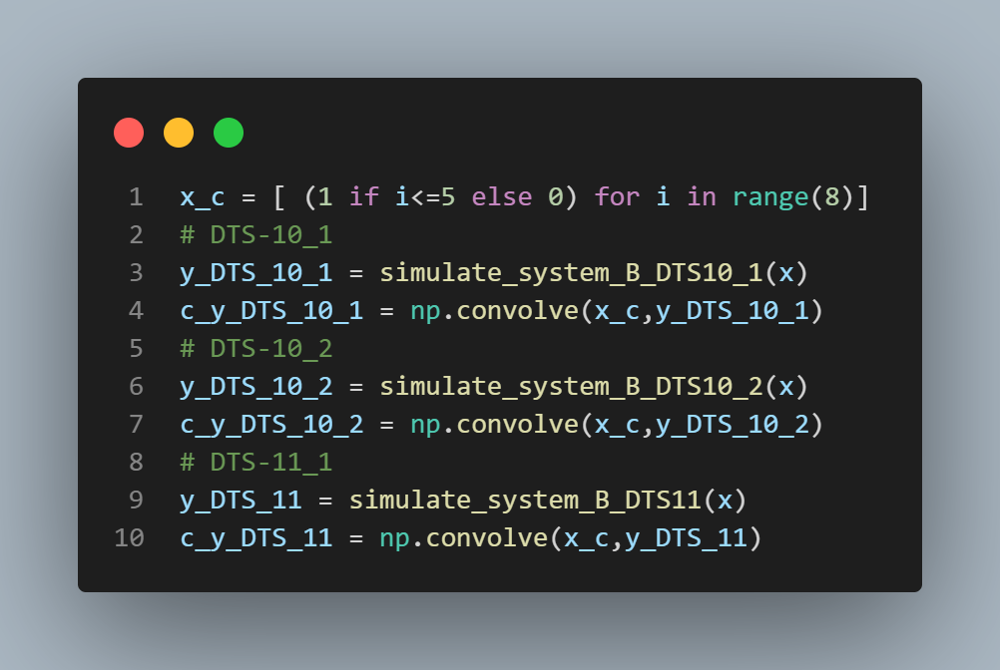 1 x_c = [ (1 if i<=5 else 0) for i in range(8)]
2 # DTS-10_1
3 y_DTS_10_1 = simulate_system_B_DTS10_1(x)
4 c_y_DTS_10_1 = np.convolve(x_c,y_DTS_10_1)
5 # DTS-10_2
6 y_DTS_10_2 = simulate_system_B_DTS10_2(x)
7 c_y_DTS_10_2 = np.convolve(x_c,y_DTS_10_2)
8 # DTS-11_1
9 y_DTS_11 = simulate_system_B_DTS11(x)
10 c_y_DTS_11 = np.convolve(x_c,y_DTS_11)